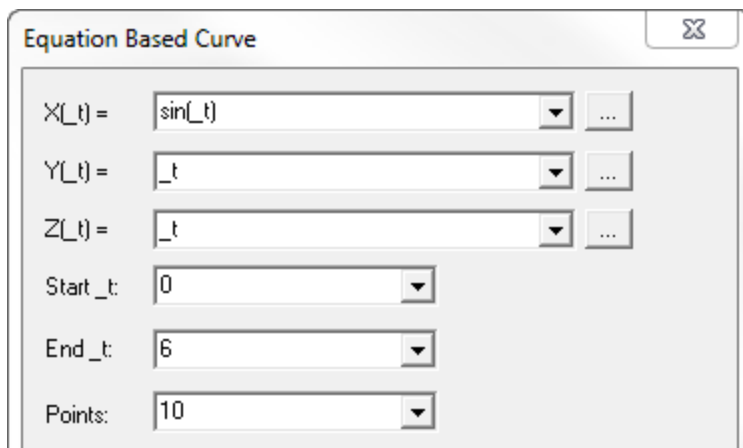 Equation Based Curve
X(_t) = sin(_t) ...
Y(_t) = _t ...
Z(_t) = _t ...
Start _t: 0
End _t: 6
Points: 10